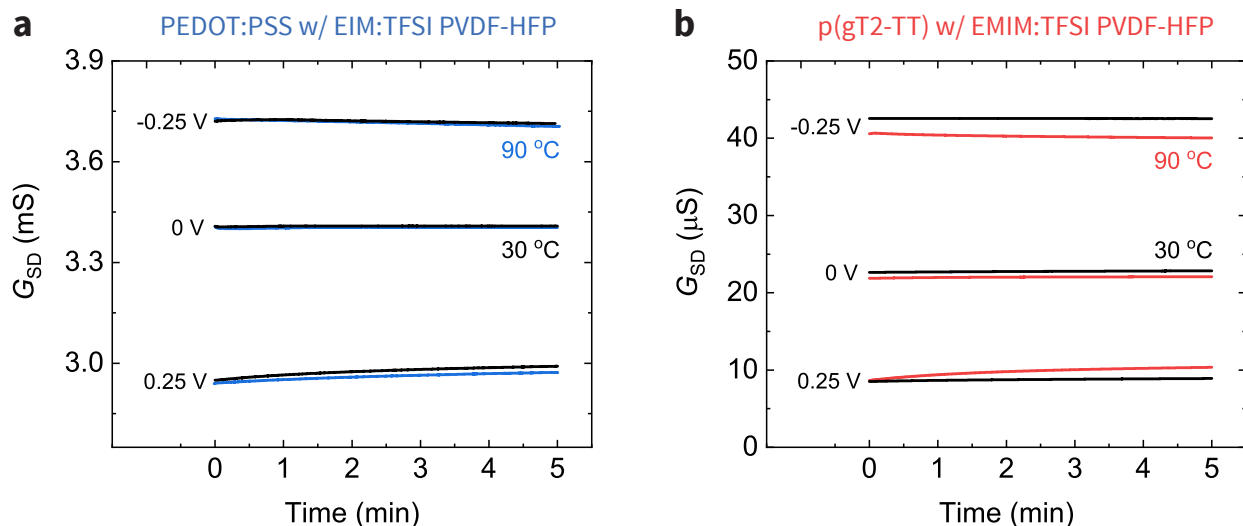 a
PEDOT:PSS w/ EIM:TFSI PVDF-HFP
3.9
3.6
3.3
3.0
G_SD (mS)
-0.25 V
90 °C
0 V
30 °C
0.25 V
0 1 2 3 4 5
Time (min)
b
p(gT2-TT) w/ EMIM:TFSI PVDF-HFP
50
40
30
20
10
0
G_SD (μS)
-0.25 V
90 °C
30 °C
0 V
0.25 V
0 1 2 3 4 5
Time (min)